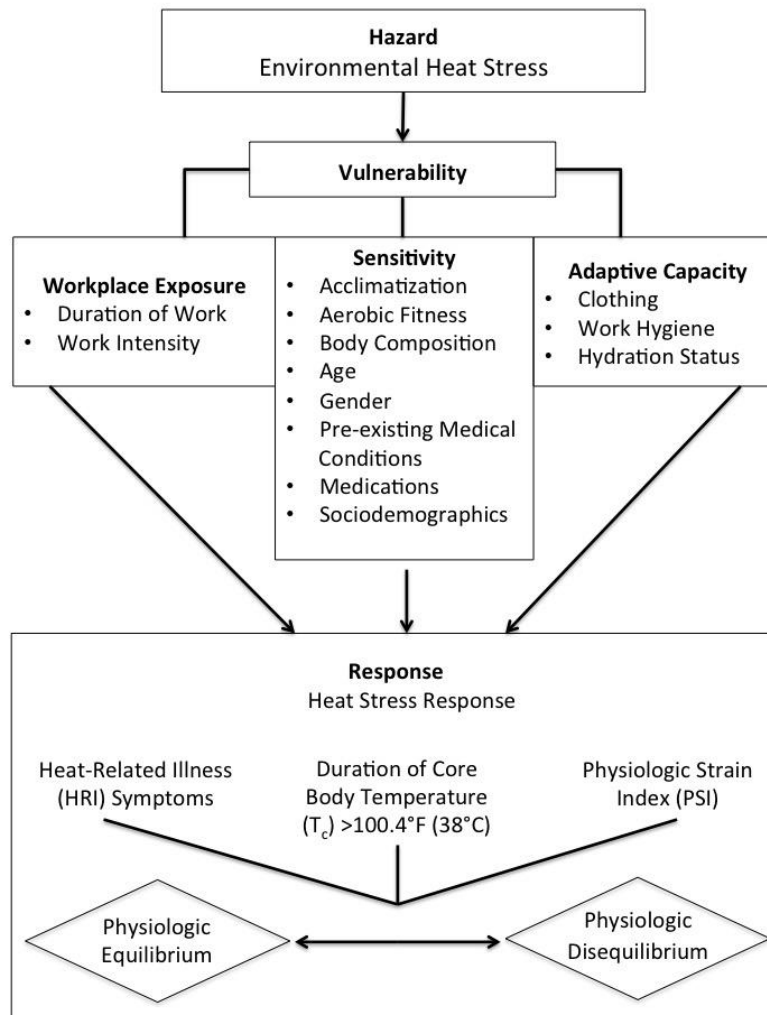 Hazard
Environmental Heat Stress
Vulnerability
Workplace Exposure
• Duration of Work
• Work Intensity
Sensitivity
• Acclimatization
• Aerobic Fitness
• Body Composition
• Age
• Gender
• Pre-existing Medical
Conditions
• Medications
• Sociodemographics
Adaptive Capacity
• Clothing
• Work Hygiene
• Hydration Status
Response
Heat Stress Response
Heat-Related Illness
(HRI) Symptoms
Duration of Core
Body Temperature
(Tc) >100.4°F (38°C)
Physiologic Strain
Index (PSI)
Physiologic
Equilibrium
Physiologic
Disequilibrium